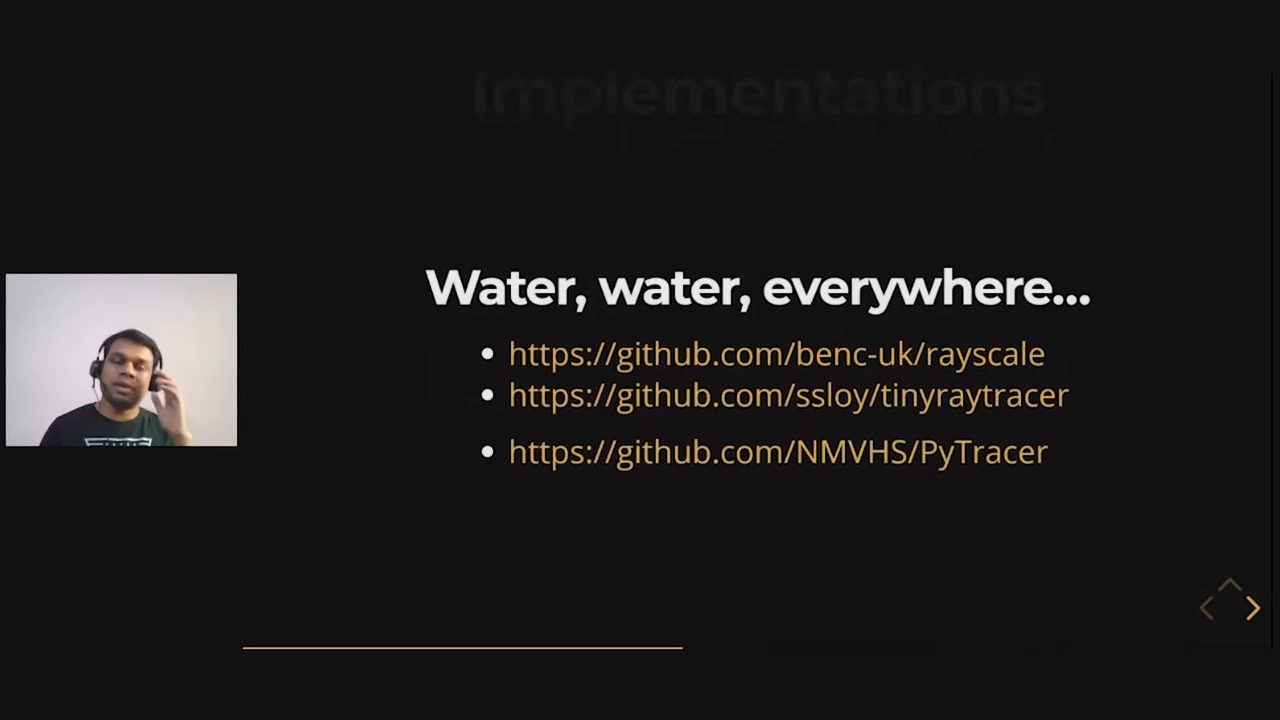 Implementations
Water, water, everywhere...
https://github.com/benc-uk/rayscale
https://github.com/ssloy/tinyraytracer
https://github.com/NMVHS/PyTracer